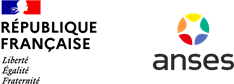 RÉPUBLIQUE
FRANÇAISE
Liberté
Égalité
Fraternité
anses